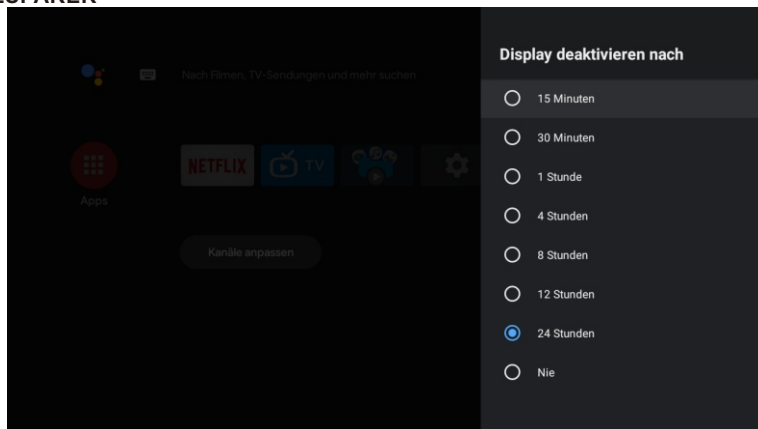 Nach Filmen, TV-Sendungen und mehr suchen
NETFLIX
TV
Apps
Kanäle anpassen
Display deaktivieren nach
15 Minuten
30 Minuten
1 Stunde
4 Stunden
8 Stunden
12 Stunden
24 Stunden
Nie